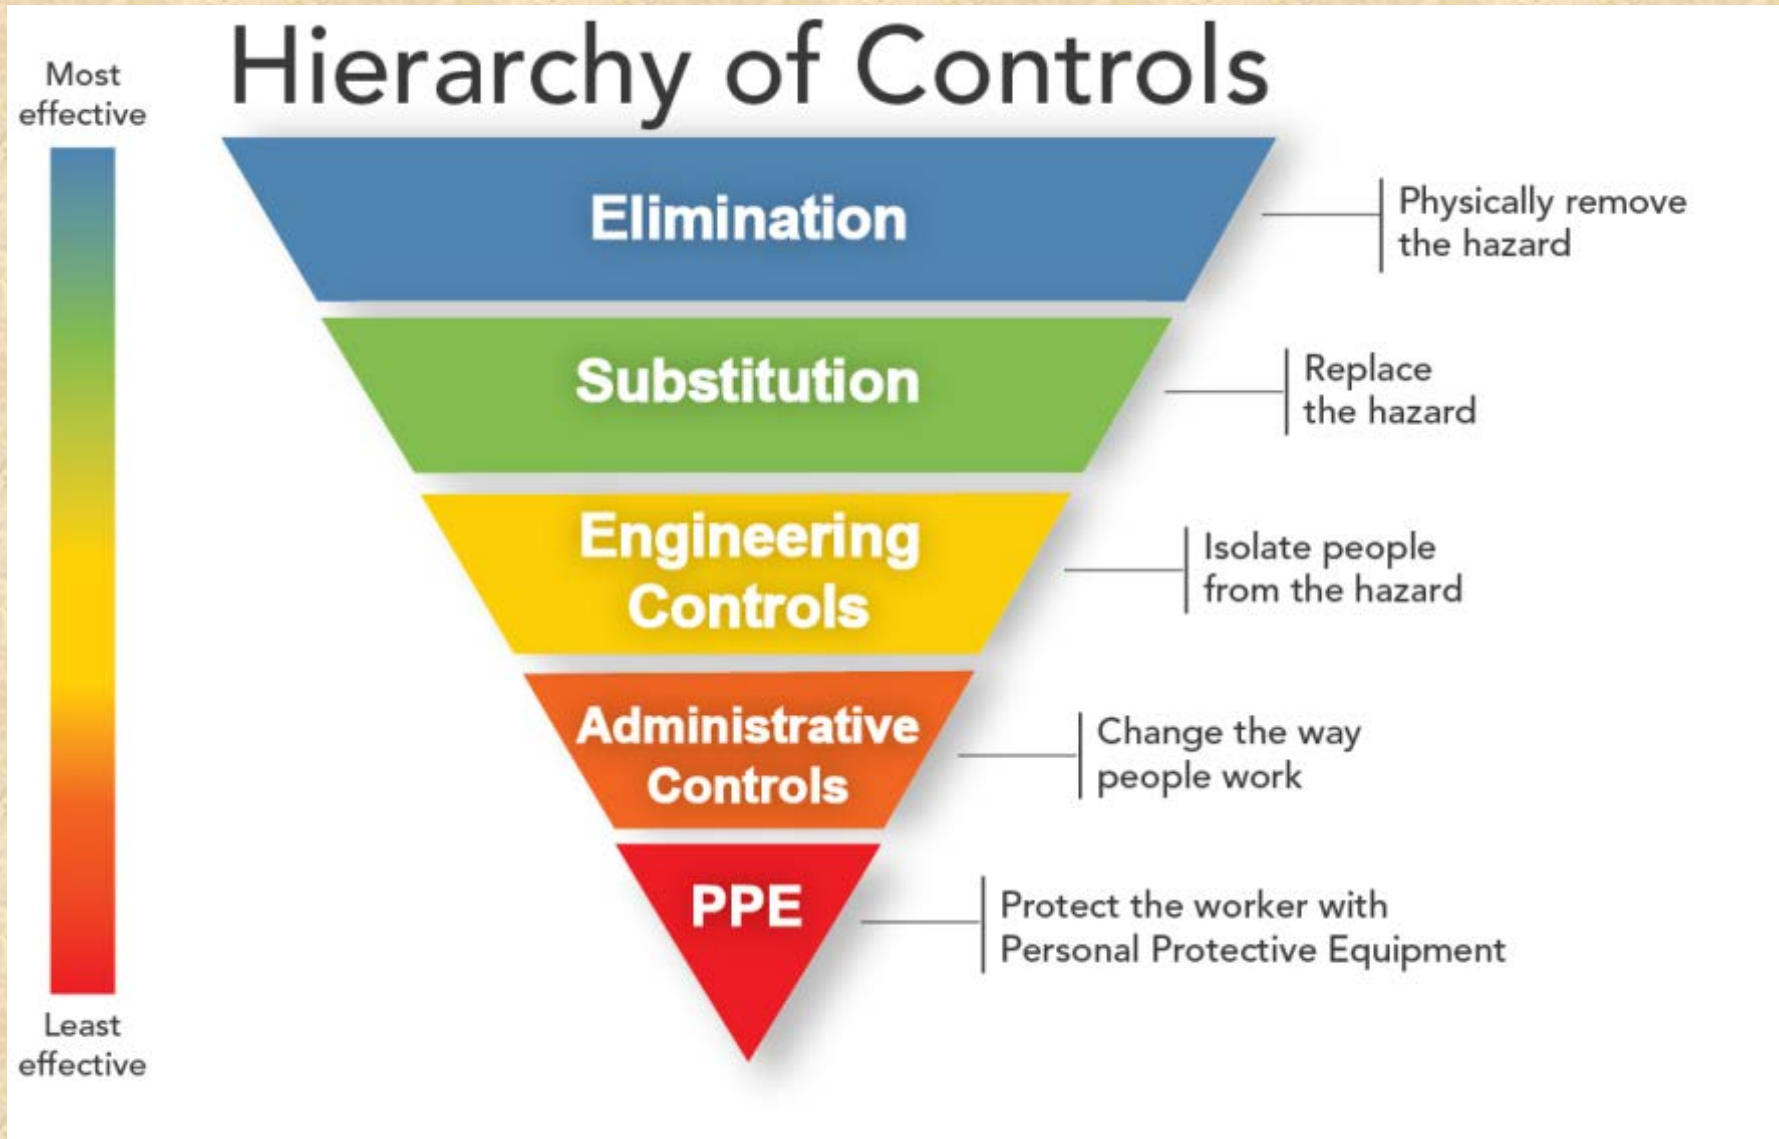 Hierarchy of Controls
Most
effective
Elimination
Physically remove
the hazard
Substitution
Replace
the hazard
Engineering
Controls
Isolate people
from the hazard
Administrative
Controls
Change the way
people work
PPE
Protect the worker with
Personal Protective Equipment
Least
effective